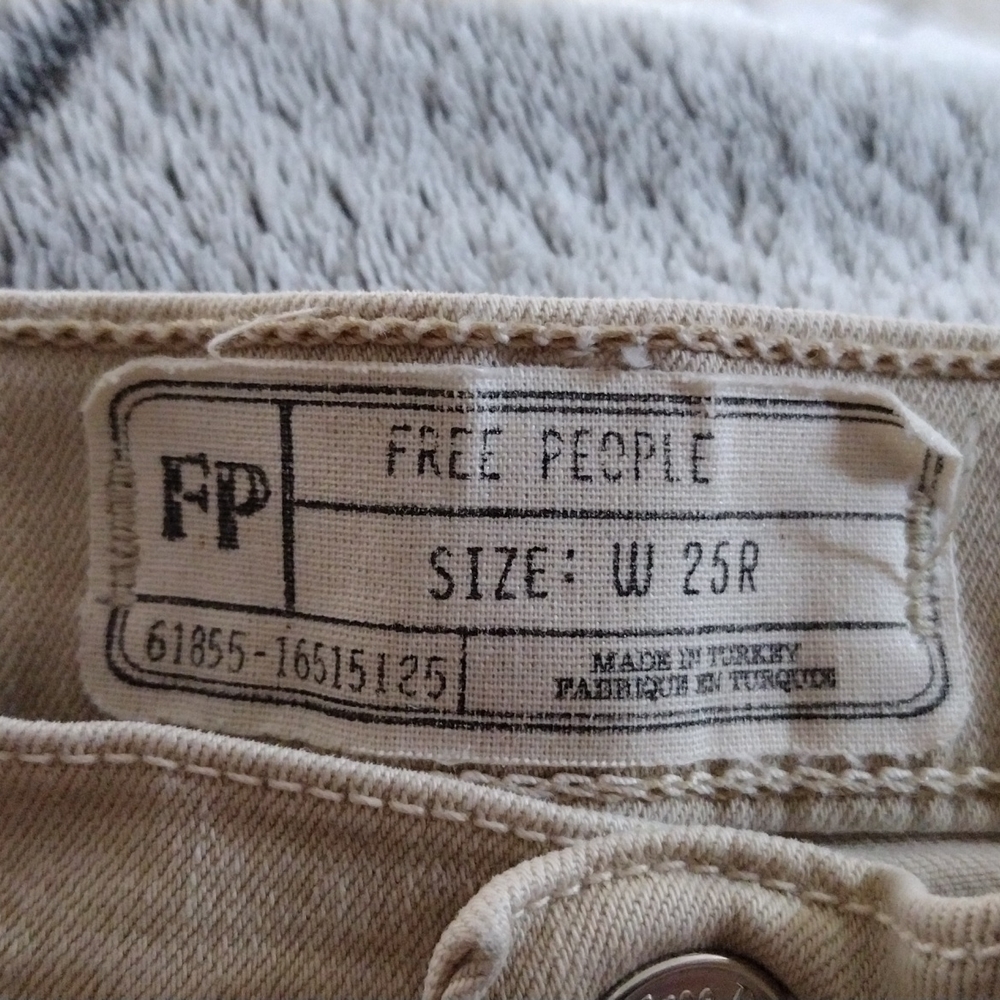 FP
FREE PEOPLE
SIZE: W 25R
61855-16515125
MADE IN TURKEY
FABRIQUE EN TURQUIE